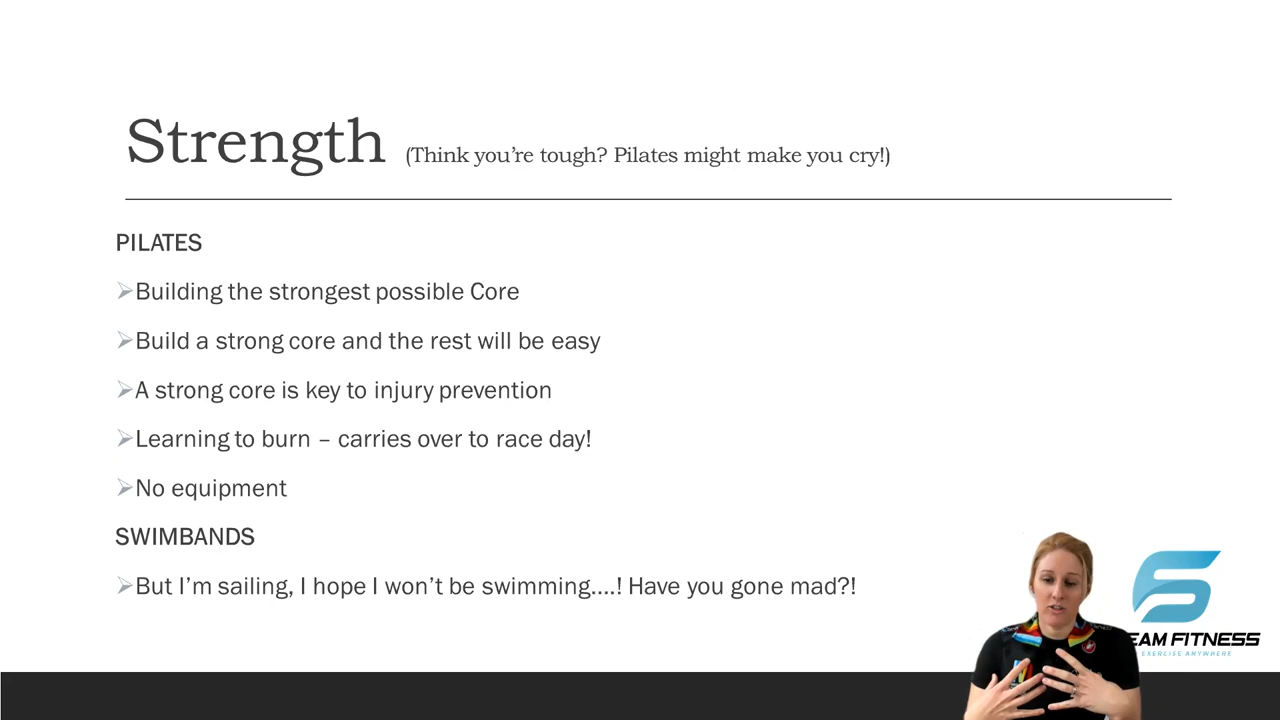 Strength (Think you're tough? Pilates might make you cry!)
PILATES
➢Building the strongest possible Core
➢Build a strong core and the rest will be easy
➢A strong core is key to injury prevention
➢Learning to burn – carries over to race day!
➢No equipment
SWIMBANDS
➢But I'm sailing, I hope I won't be swimming....! Have you gone mad?!
EAM FITNESS
EXERCISE ANYWHERE